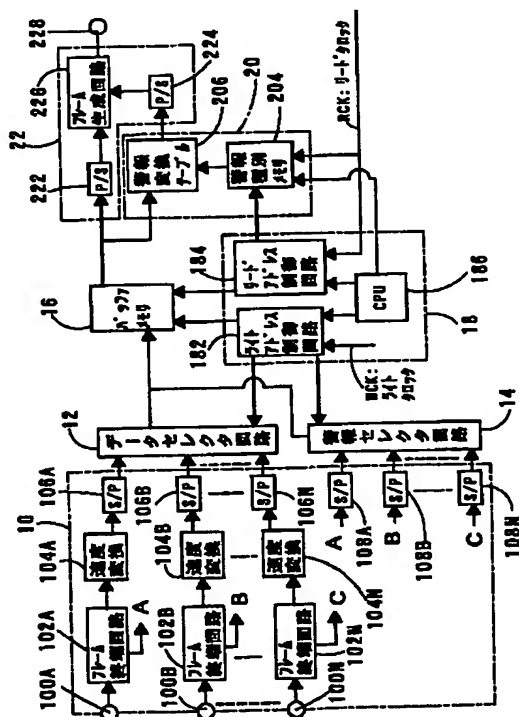 228
226
フレーム
生成回路
224
P/S
22
222
P/S
20
206
警報
変換
テーブル
204
警報
種別
メモリ
RCK: リードクロック
16
バッファ
メモリ
184
リード
アドレス
制御
回路
182
ライト
アドレス
制御
回路
CPU
186
18
WCK:
ライト
クロック
12
データセレクタ回路
14
警報セレクタ回路
10
106A
S/P
104A
速度
変換
102A
フレーム
終端回路
100A
A
106B
S/P
104B
速度
変換
102B
フレーム
終端回路
100B
B
106N
S/P
104N
速度
変換
102N
フレーム
終端回路
100N
C
A
S/P
108A
B
S/P
108B
C
S/P
108N